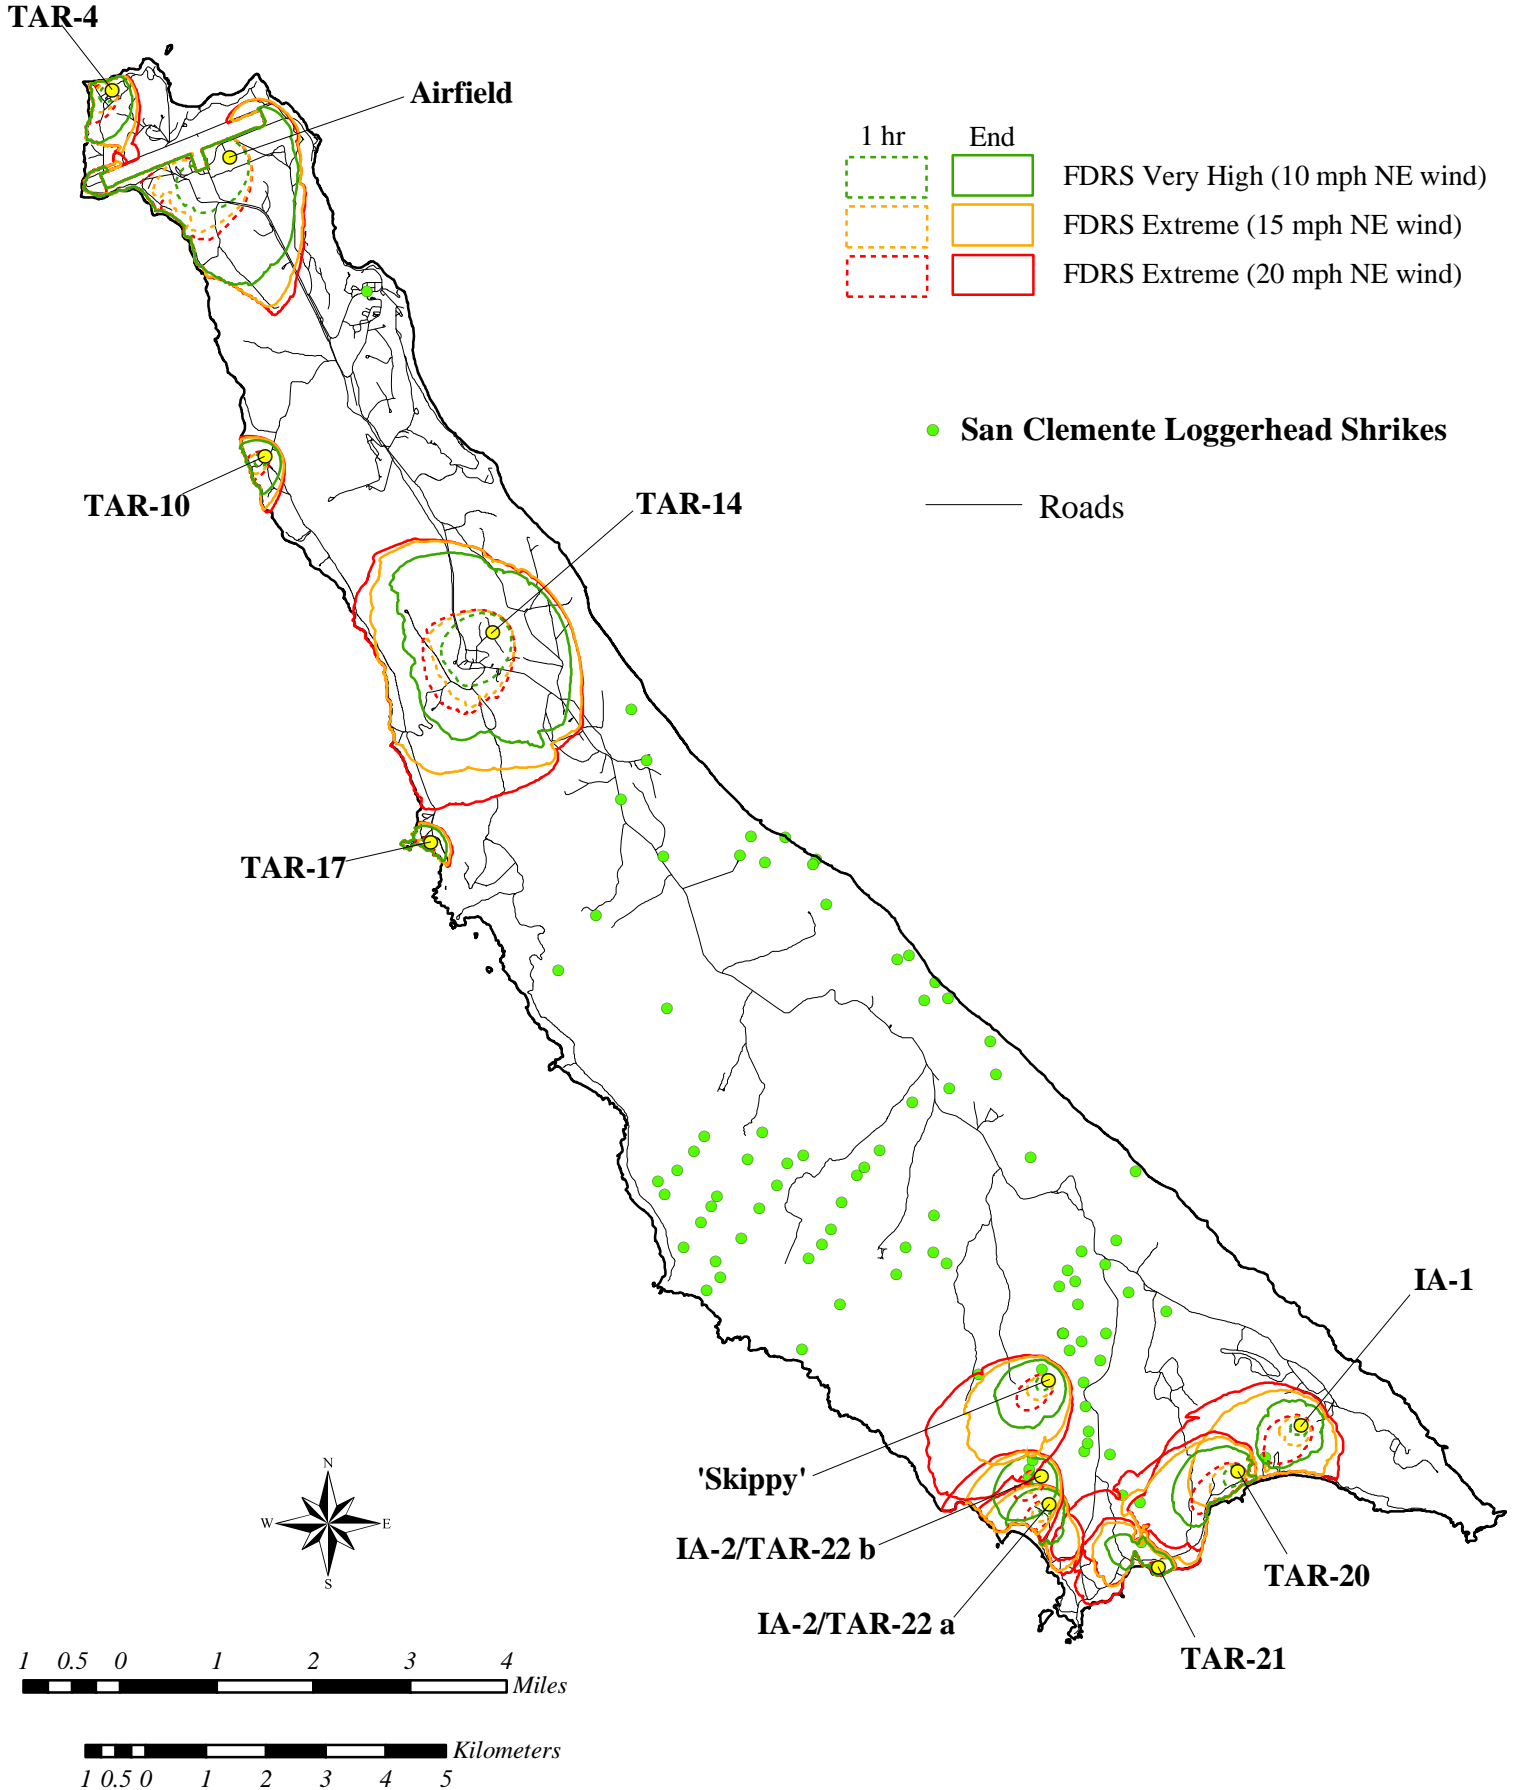 TAR-4
Airfield
1 hr End
FDRS Very High (10 mph NE wind)
FDRS Extreme (15 mph NE wind)
FDRS Extreme (20 mph NE wind)
San Clemente Loggerhead Shrikes
Roads
TAR-10
TAR-14
TAR-17
IA-1
'Skippy'
IA-2/TAR-22 b
IA-2/TAR-22 a
TAR-20
TAR-21
N
W E
S
1 0.5 0 1 2 3 4
Miles
Kilometers
1 0.5 0 1 2 3 4 5